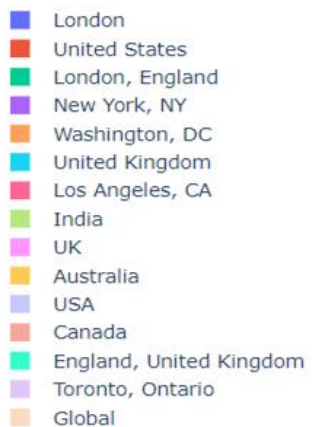 London
United States
London, England
New York, NY
Washington, DC
United Kingdom
Los Angeles, CA
India
UK
Australia
USA
Canada
England, United Kingdom
Toronto, Ontario
Global